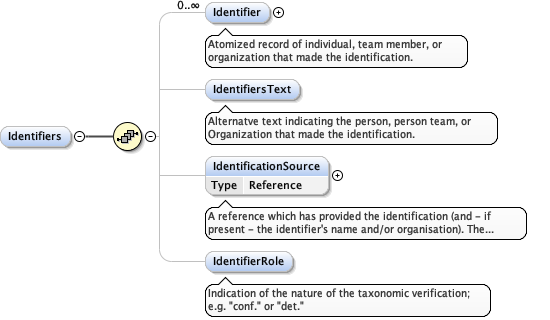 0..∞
Identifier
Atomized record of individual, team member, or
organization that made the identification.
IdentifiersText
Alternatve text indicating the person, person team, or
Organization that made the identification.
Identifiers
IdentificationSource
Type Reference
A reference which has provided the identification (and - if
present - the identifier's name and/or organisation). The...
IdentifierRole
Indication of the nature of the taxonomic verification;
e.g. "conf." or "det."